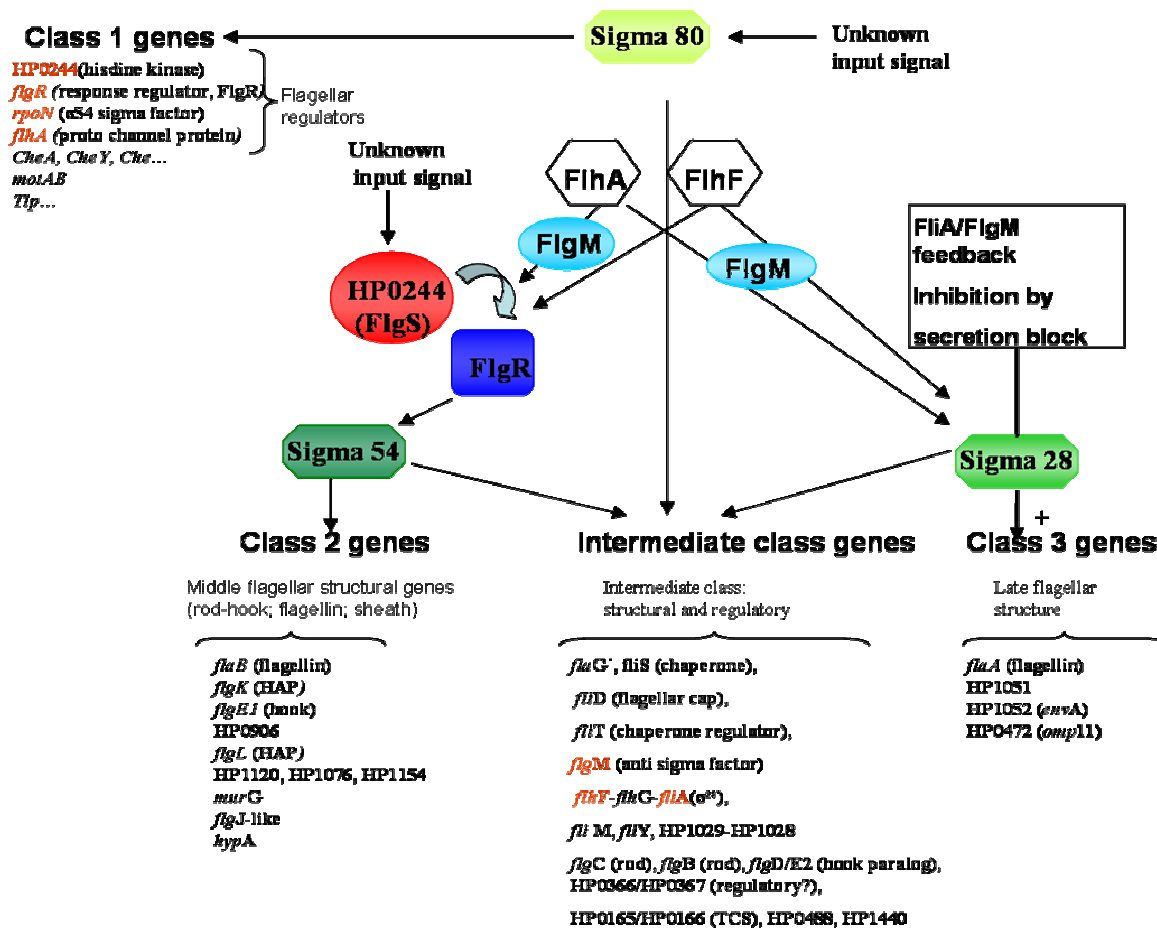 Class 1 genes
HP0244(hisdine kinase)
flgR (response regulator, FlgR)
rpoN (σ54 sigma factor)
flhA (proto channel protein)
CheA, CheY, Che...
motAB
Tlp...
Flagellar
regulators
Sigma 80
Unknown
input signal
Unknown
input signal
FlhA
FlhF
FlgM
FlgM
HP0244
(FlgS)
FlgR
FliA/FlgM
feedback
Inhibition by
secretion block
Sigma 54
Sigma 28
+
Class 2 genes
Middle flagellar structural genes
(rod-hook; flagellin; sheath)
flaB (flagellin)
flgK (HAP)
flgE1 (hook)
HP0906
flgL (HAP)
HP1120, HP1076, HP1154
murG
flgJ-like
hypA
Intermediate class genes
Intermediate class:
structural and regulatory
flaG', fliS (chaperone),
fliD (flagellar cap),
fliT (chaperone regulator),
flgM (anti sigma factor)
flhF-flhG-fliA(σ28),
fli M, fliY, HP1029-HP1028
flgC (rod), flgB (rod), flgD/E2 (hook paralog),
HP0366/HP0367 (regulatory?),
HP0165/HP0166 (TCS), HP0488, HP1440
Class 3 genes
Late flagellar
structure
flaA (flagellin)
HP1051
HP1052 (envA)
HP0472 (omp11)